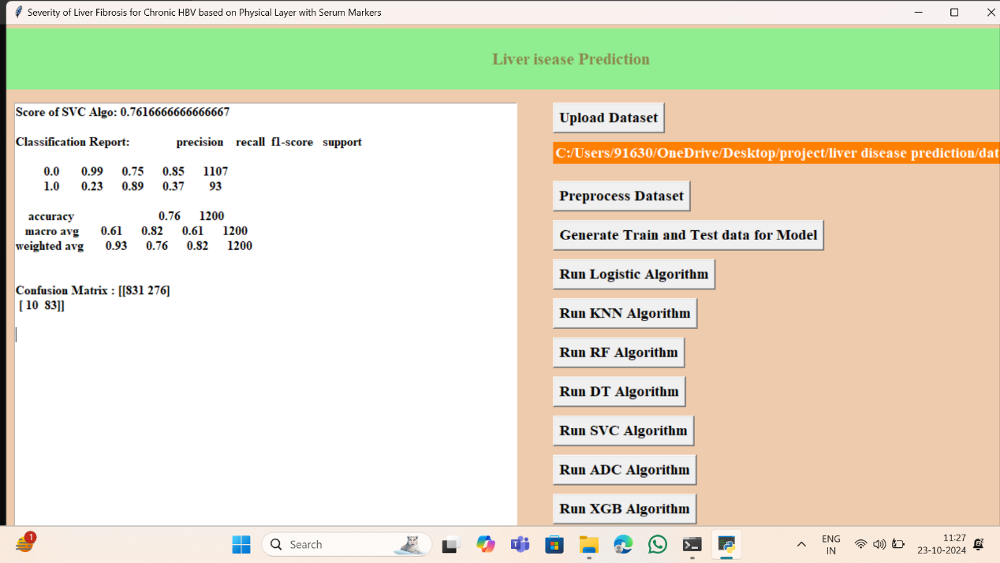 Severity of Liver Fibrosis for Chronic HBV based on Physical Layer with Serum Markers
Liver isease Prediction
Score of SVC Algo: 0.7616666666666667
Classification Report: precision recall f1-score support
0.0 0.99 0.75 0.85 1107
1.0 0.23 0.89 0.37 93
accuracy 0.76 1200
macro avg 0.61 0.82 0.61 1200
weighted avg 0.93 0.76 0.82 1200
Confusion Matrix : [[831 276]
[ 10 83]]
Upload Dataset
C:/Users/91630/OneDrive/Desktop/project/liver disease prediction/dat
Preprocess Dataset
Generate Train and Test data for Model
Run Logistic Algorithm
Run KNN Algorithm
Run RF Algorithm
Run DT Algorithm
Run SVC Algorithm
Run ADC Algorithm
Run XGB Algorithm
1
Search
ENG
IN
11:27
23-10-2024